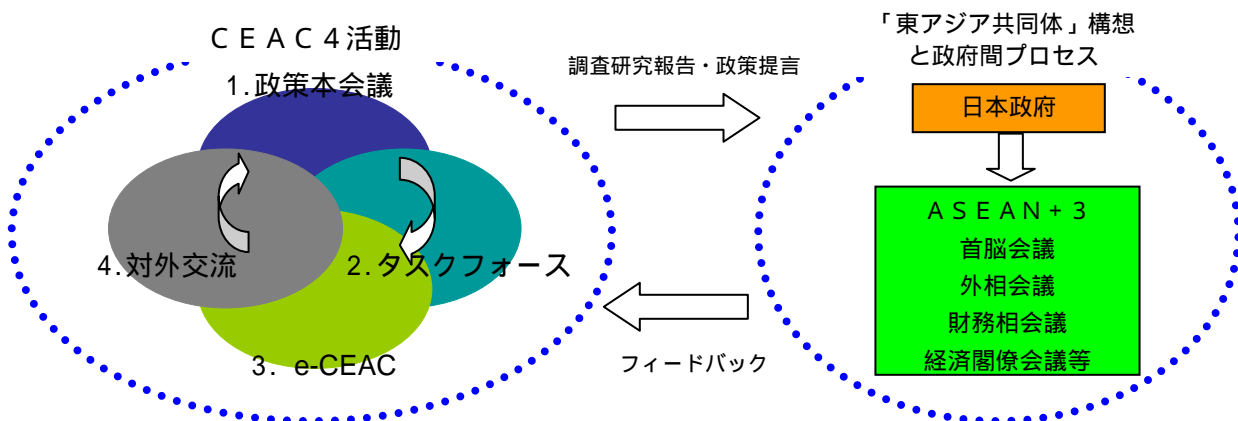 CEAC4活動
1.政策本会議
2.タスクフォース
3. e-CEAC
4.対外交流
調査研究報告・政策提言
フィードバック
「東アジア共同体」構想
と政府間プロセス
日本政府
ASEAN+3
首脳会議
外相会議
財務相会議
経済閣僚会議等